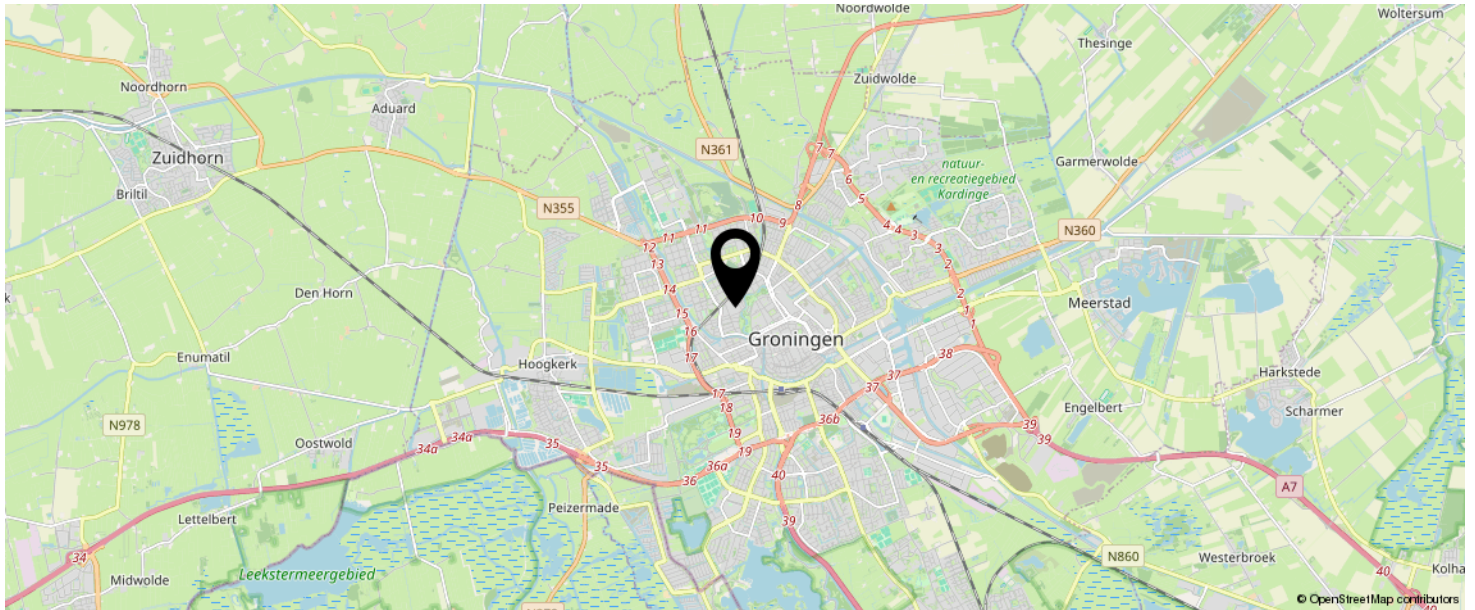 Noordwolde
Woltersum
Thesinge
Zuidwolde
Noordhorn
Aduard
N361
7
7
Zuidhorn
natuur-
en recreatiegebied
Kardinge
Garmerwolde
6
Briltil
5
8
N355
10
9
11
11
4
4
3
N360
12
3
13
2
14
2
Den Horn
Meerstad
15
1
1
16
Groningen
Enumatil
17
38
Hoogkerk
Harkstede
37
37
17
18
Engelbert
Scharmer
36b
N978
39
34a
34a
Oostwold
35
19
39
19
35
36a
40
36
A7
Peizermade
Lettelbert
39
34
N860
Westerbroek
Leekstermeergebied
40
Kolha
Midwolde
© OpenStreetMap contributors